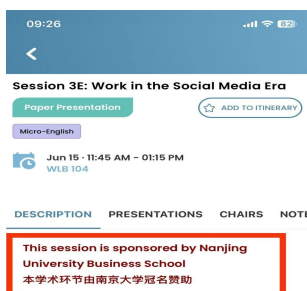 09:26
82
Session 3E: Work in the Social Media Era
Paper Presentation
ADD TO ITINERARY
Micro-English
Jun 15 · 11:45 AM – 01:15 PM
WLB 104
DESCRIPTION PRESENTATIONS CHAIRS NOTE
This session is sponsored by Nanjing
University Business School
本学术环节由南京大学冠名赞助